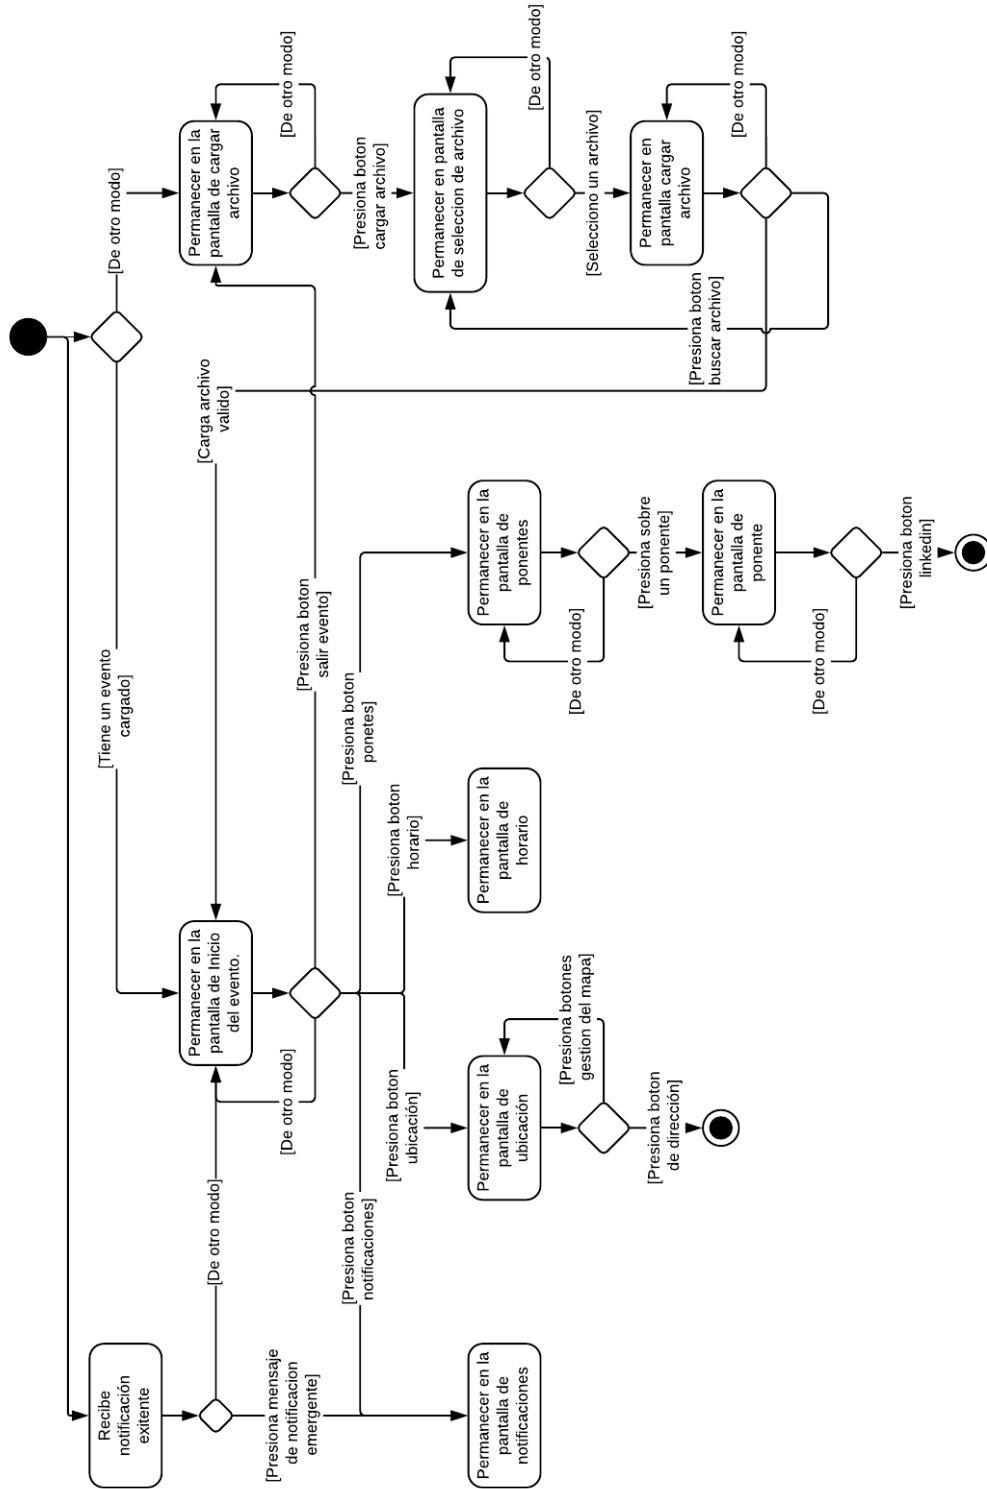 Recibe
notificación
exitente
[De otro modo]
[Presiona mensaje
de notificacion
emergente]
[Tiene un evento
cargado]
[De otro modo]
Permanecer en la
pantalla de Inicio
del evento.
[De otro modo]
[Carga archivo
valido]
[Presiona boton
salir evento]
Permanecer en la
pantalla de cargar
archivo
[De otro modo]
[Presiona boton
cargar archivo]
Permanecer en pantalla
de seleccion de archivo
[De otro modo]
[Selecciono un archivo]
Permanecer en
pantalla cargar
archivo
[De otro modo]
[Presiona boton
buscar archivo]
[Presiona boton
notificaciones]
[Presiona boton
ubicación]
[Presiona boton
horario]
[Presiona boton
ponetes]
Permanecer en la
pantalla de
notificaciones
Permanecer en la
pantalla de
ubicación
[Presiona botones
gestion del mapa]
[Presiona boton
de dirección]
Permanecer en la
pantalla de
horario
Permanecer en la
pantalla de
ponentes
[De otro modo]
[Presiona sobre
un ponente]
Permanecer en la
pantalla de
ponente
[De otro modo]
[Presiona boton
linkedin]